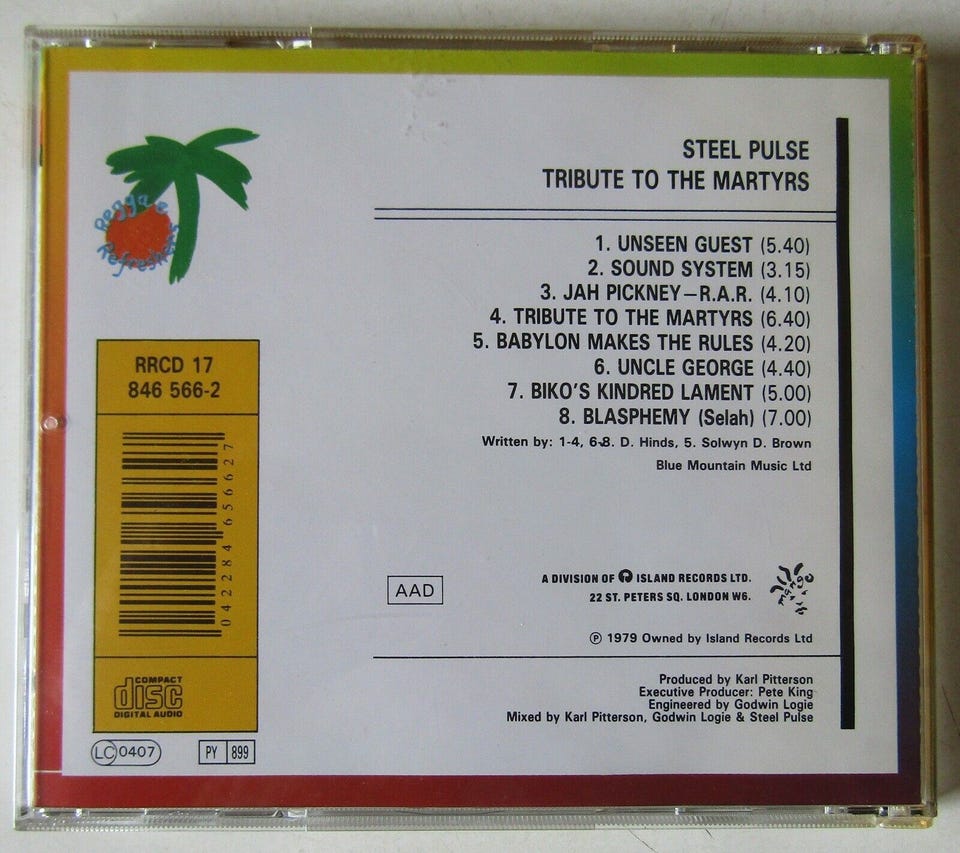 STEEL PULSE
TRIBUTE TO THE MARTYRS
Reggae
Refreshers
1. UNSEEN GUEST (5.40)
2. SOUND SYSTEM (3.15)
3. JAH PICKNEY–R.A.R. (4.10)
4. TRIBUTE TO THE MARTYRS (6.40)
5. BABYLON MAKES THE RULES (4.20)
6. UNCLE GEORGE (4.40)
7. BIKO'S KINDRED LAMENT (5.00)
8. BLASPHEMY (Selah) (7.00)
Written by: 1-4, 6-8. D. Hinds, 5. Solwyn D. Brown
Blue Mountain Music Ltd
RRCD 17
846 566-2
042284 656627
AAD
A DIVISION OF ISLAND RECORDS LTD.
22 ST. PETERS SQ. LONDON W6.
mango
℗ 1979 Owned by Island Records Ltd
Produced by Karl Pitterson
Executive Producer: Pete King
Engineered by Godwin Logie
Mixed by Karl Pitterson, Godwin Logie & Steel Pulse
COMPACT
disc
DIGITAL AUDIO
LC 0407
PY 899